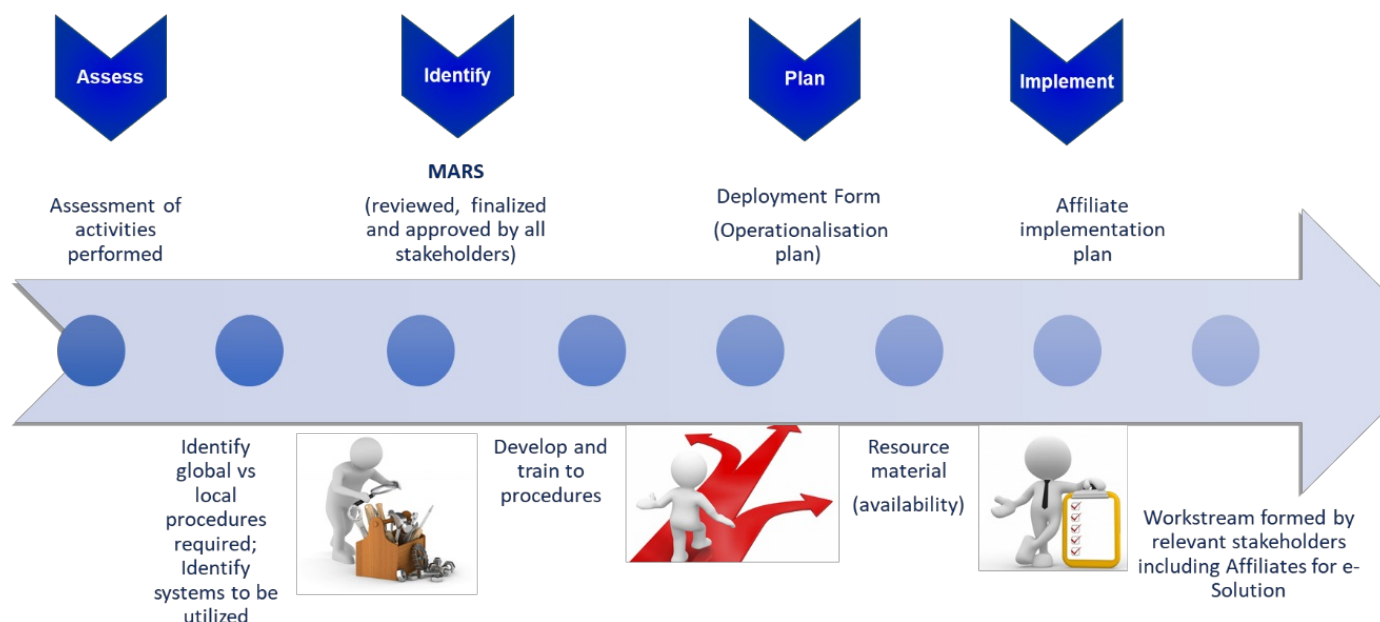 Assess
Identify
Plan
Implement
MARS
Assessment of
activities
performed
(reviewed, finalized
and approved by all
stakeholders)
Deployment Form
(Operationalisation
plan)
Affiliate
implementation
plan
Identify
global vs
local
procedures
required;
Identify
systems to be
utilized
Develop and
train to
procedures
Resource
material
(availability)
Workstream formed by
relevant stakeholders
including Affiliates for e-
Solution